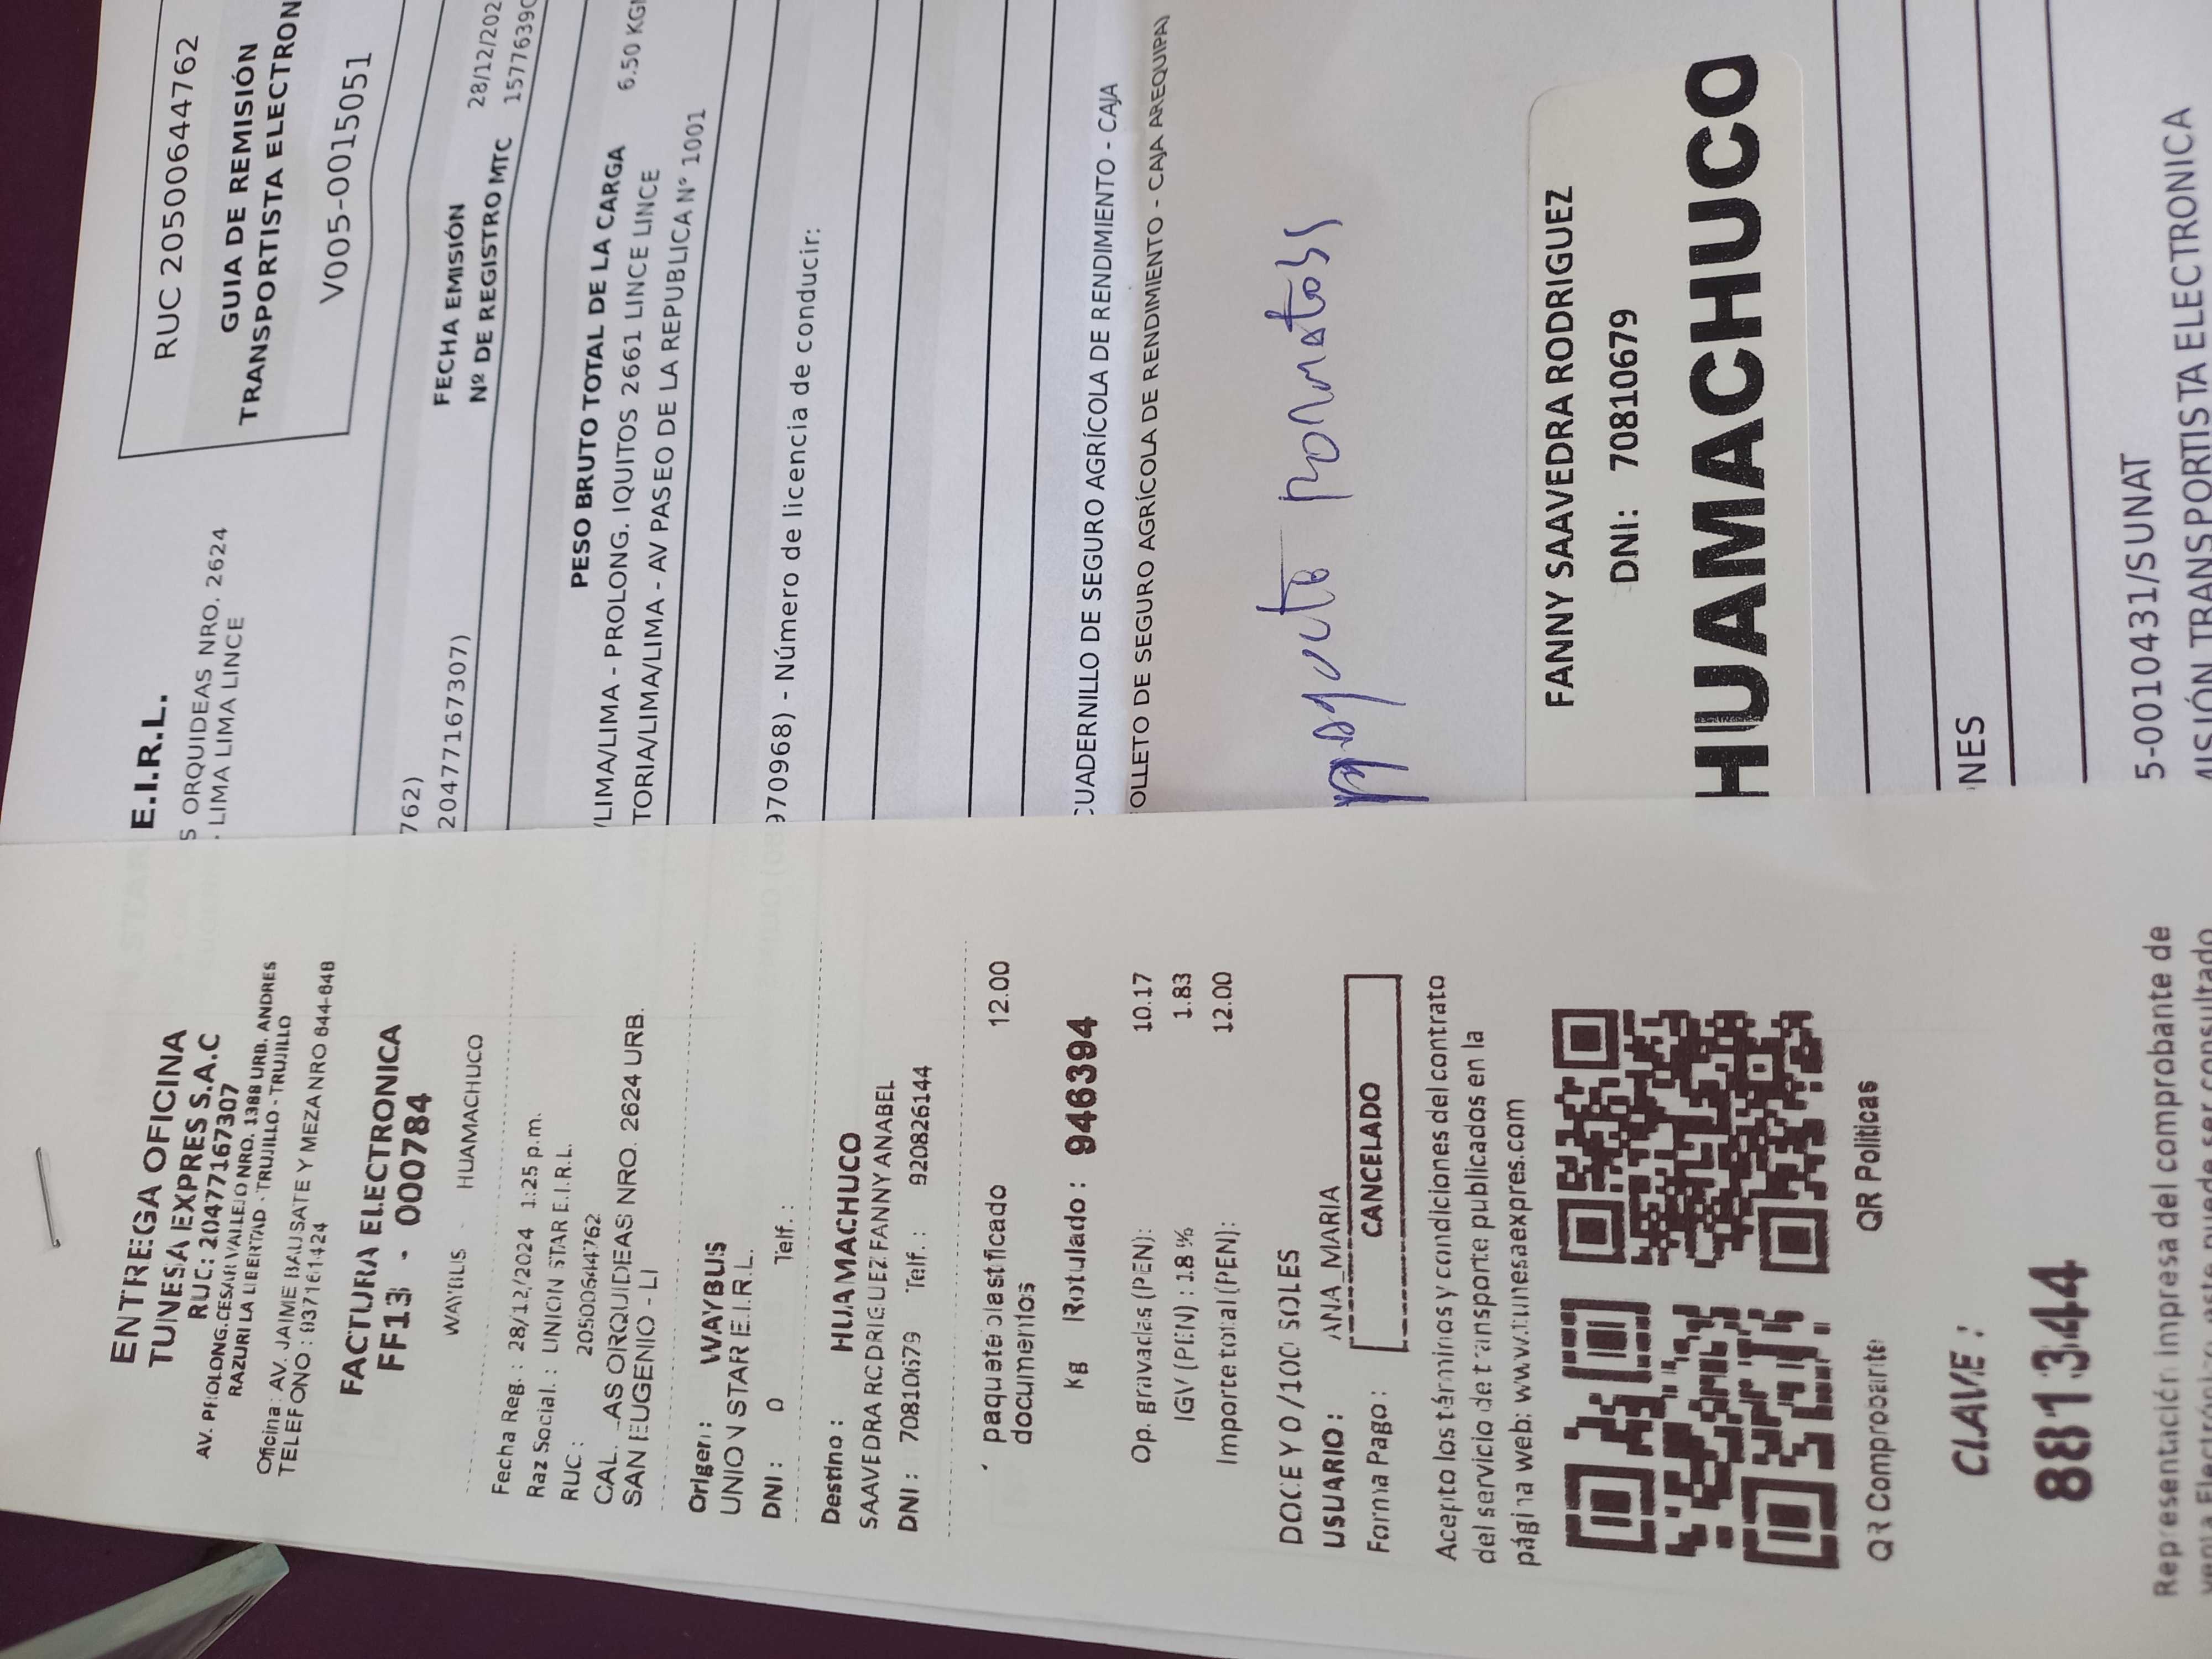 ENTREGA OFICINA
TUNESA EXPRES S.A.C
RUC: 20477167307
AV. PROLONG.CESAR VALLEJO NRO. 1388 URB. ANDRES
RAZURI LA LIBERTAD - TRUJILLO - TRUJILLO
Oficina: AV. JAIME BAUSATE Y MEZA NRO 644-648
TELEFONO:
FACTURA ELECTRONICA
FF13 - 000784
WAYBUS - HUAMACHUCO
Fecha Reg. : 28/12/2024 1:25 p.m.
Raz Social. : UNION STAR E.I.R.L.
RUC : 20500644762
CAL. LAS ORQUIDEAS NRO. 2624 URB.
SAN EUGENIO - LI
Origen : WAYBUS
UNION STAR E.I.R.L.
DNI : 0 Telf. :
Destino : HUAMACHUCO
SAAVEDRA RODRIGUEZ FANNY ANABEL
DNI : 70810679 Telf. : 920826144
paquete plastificado 12.00
documentos
Kg Rotulado : 946394
Op. gravadas (PEN): 10.17
IGV (PEN) : 18 % 1.83
Importe total (PEN): 12.00
DOCE Y 0 /100 SOLES
USUARIO : ANA_MARIA
Forma Pago : CANCELADO
Acepto los términos y condiciones del contrato
del servicio de transporte publicados en la
página web: www.tunesaexpres.com
QR Comprobante QR Politicas
CLAVE :
881344
Representación impresa del comprobante de
venta Electrónico, este puede ser consultado
RUC 20500644762
GUIA DE REMISIÓN
TRANSPORTISTA ELECTRON
V005-0015051
E.I.R.L.
S ORQUIDEAS NRO. 2624
. LIMA LIMA LINCE
762)
20477167307)
FECHA EMISIÓN 28/12/202
Nº DE REGISTRO MTC 1577639C
PESO BRUTO TOTAL DE LA CARGA 6.50 KGM
/LIMA/LIMA - PROLONG. IQUITOS 2661 LINCE LINCE
TORIA/LIMA/LIMA - AV PASEO DE LA REPUBLICA N° 1001
970968) - Número de licencia de conducir:
CUADERNILLO DE SEGURO AGRÍCOLA DE RENDIMIENTO - CAJA
OLLETO DE SEGURO AGRÍCOLA DE RENDIMIENTO - CAJA AREQUIPA)
FANNY SAAVEDRA RODRIGUEZ
DNI: 70810679
HUAMACHUCO
NES
5-0010431/SUNAT
MISIÓN TRANSPORTISTA ELECTRONICA